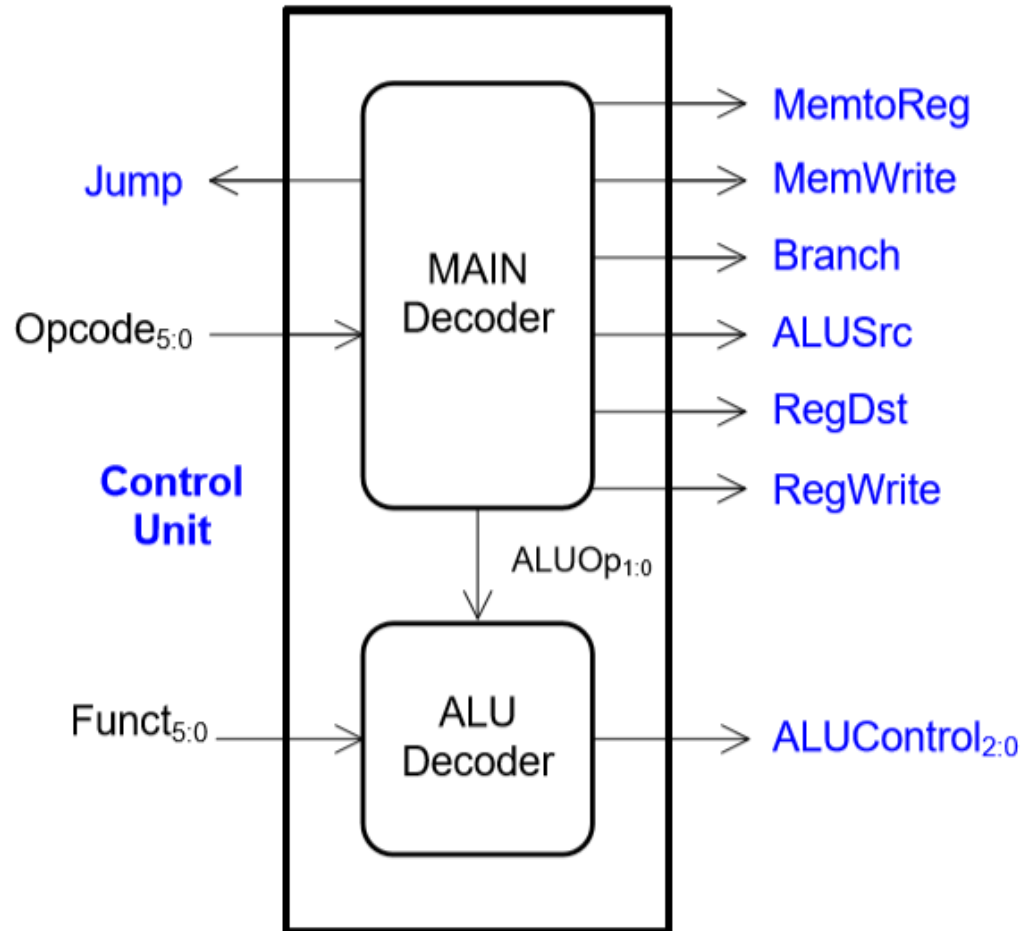 MemtoReg
Jump
MemWrite
MAIN
Decoder
Branch
Opcode5:0
ALUSrc
RegDst
Control
Unit
RegWrite
ALUOp1:0
Funct5:0
ALU
Decoder
ALUControl2:0